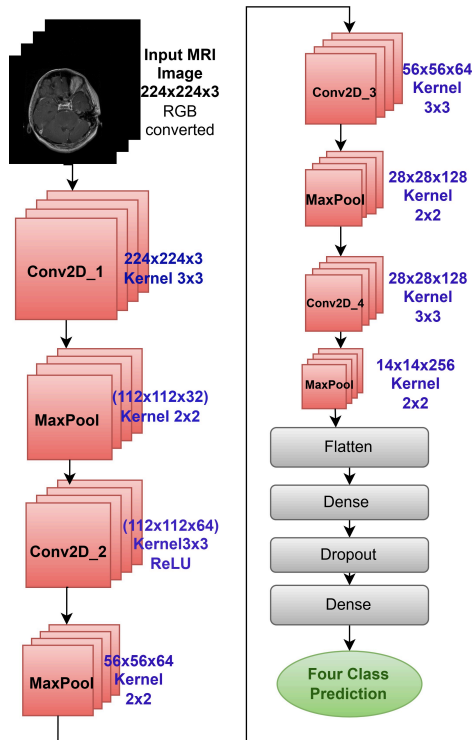 Input MRI
Image
224x224x3
RGB
converted
Conv2D_1
224x224x3
Kernel 3x3
MaxPool
(112x112x32)
Kernel 2x2
Conv2D_2
(112x112x64)
Kernel3x3
ReLU
MaxPool
56x56x64
Kernel
2x2
Conv2D_3
56x56x64
Kernel
3x3
MaxPool
28x28x128
Kernel
2x2
Conv2D_4
28x28x128
Kernel
3x3
MaxPool
14x14x256
Kernel
2x2
Flatten
Dense
Dropout
Dense
Four Class
Prediction